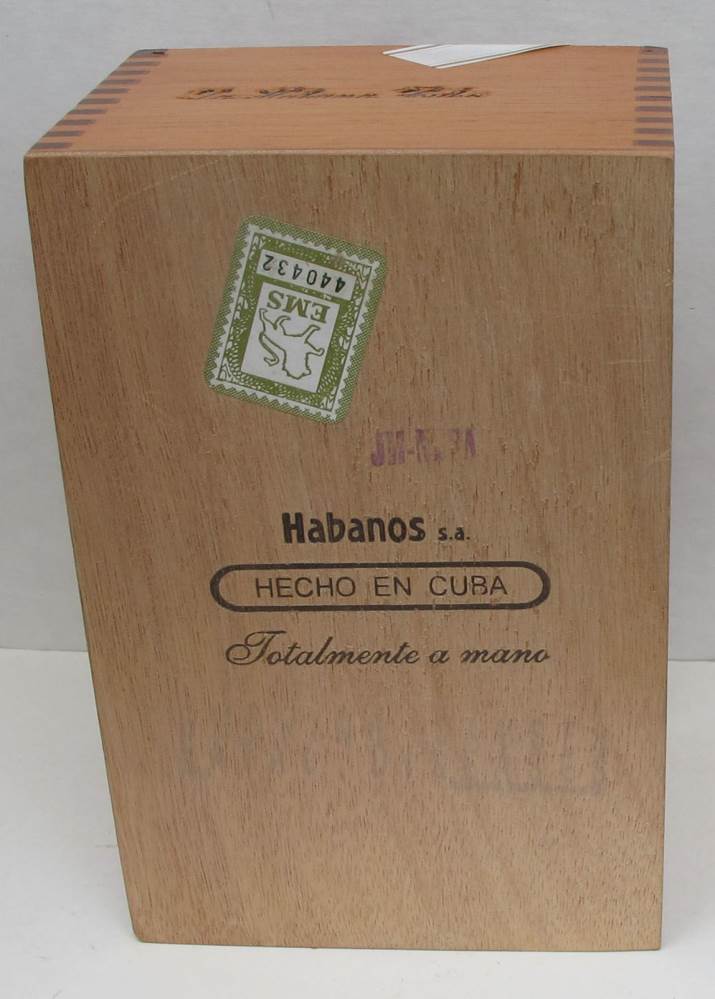 440432
EMS
Habanos s.a.
HECHO EN CUBA
Totalmente a mano